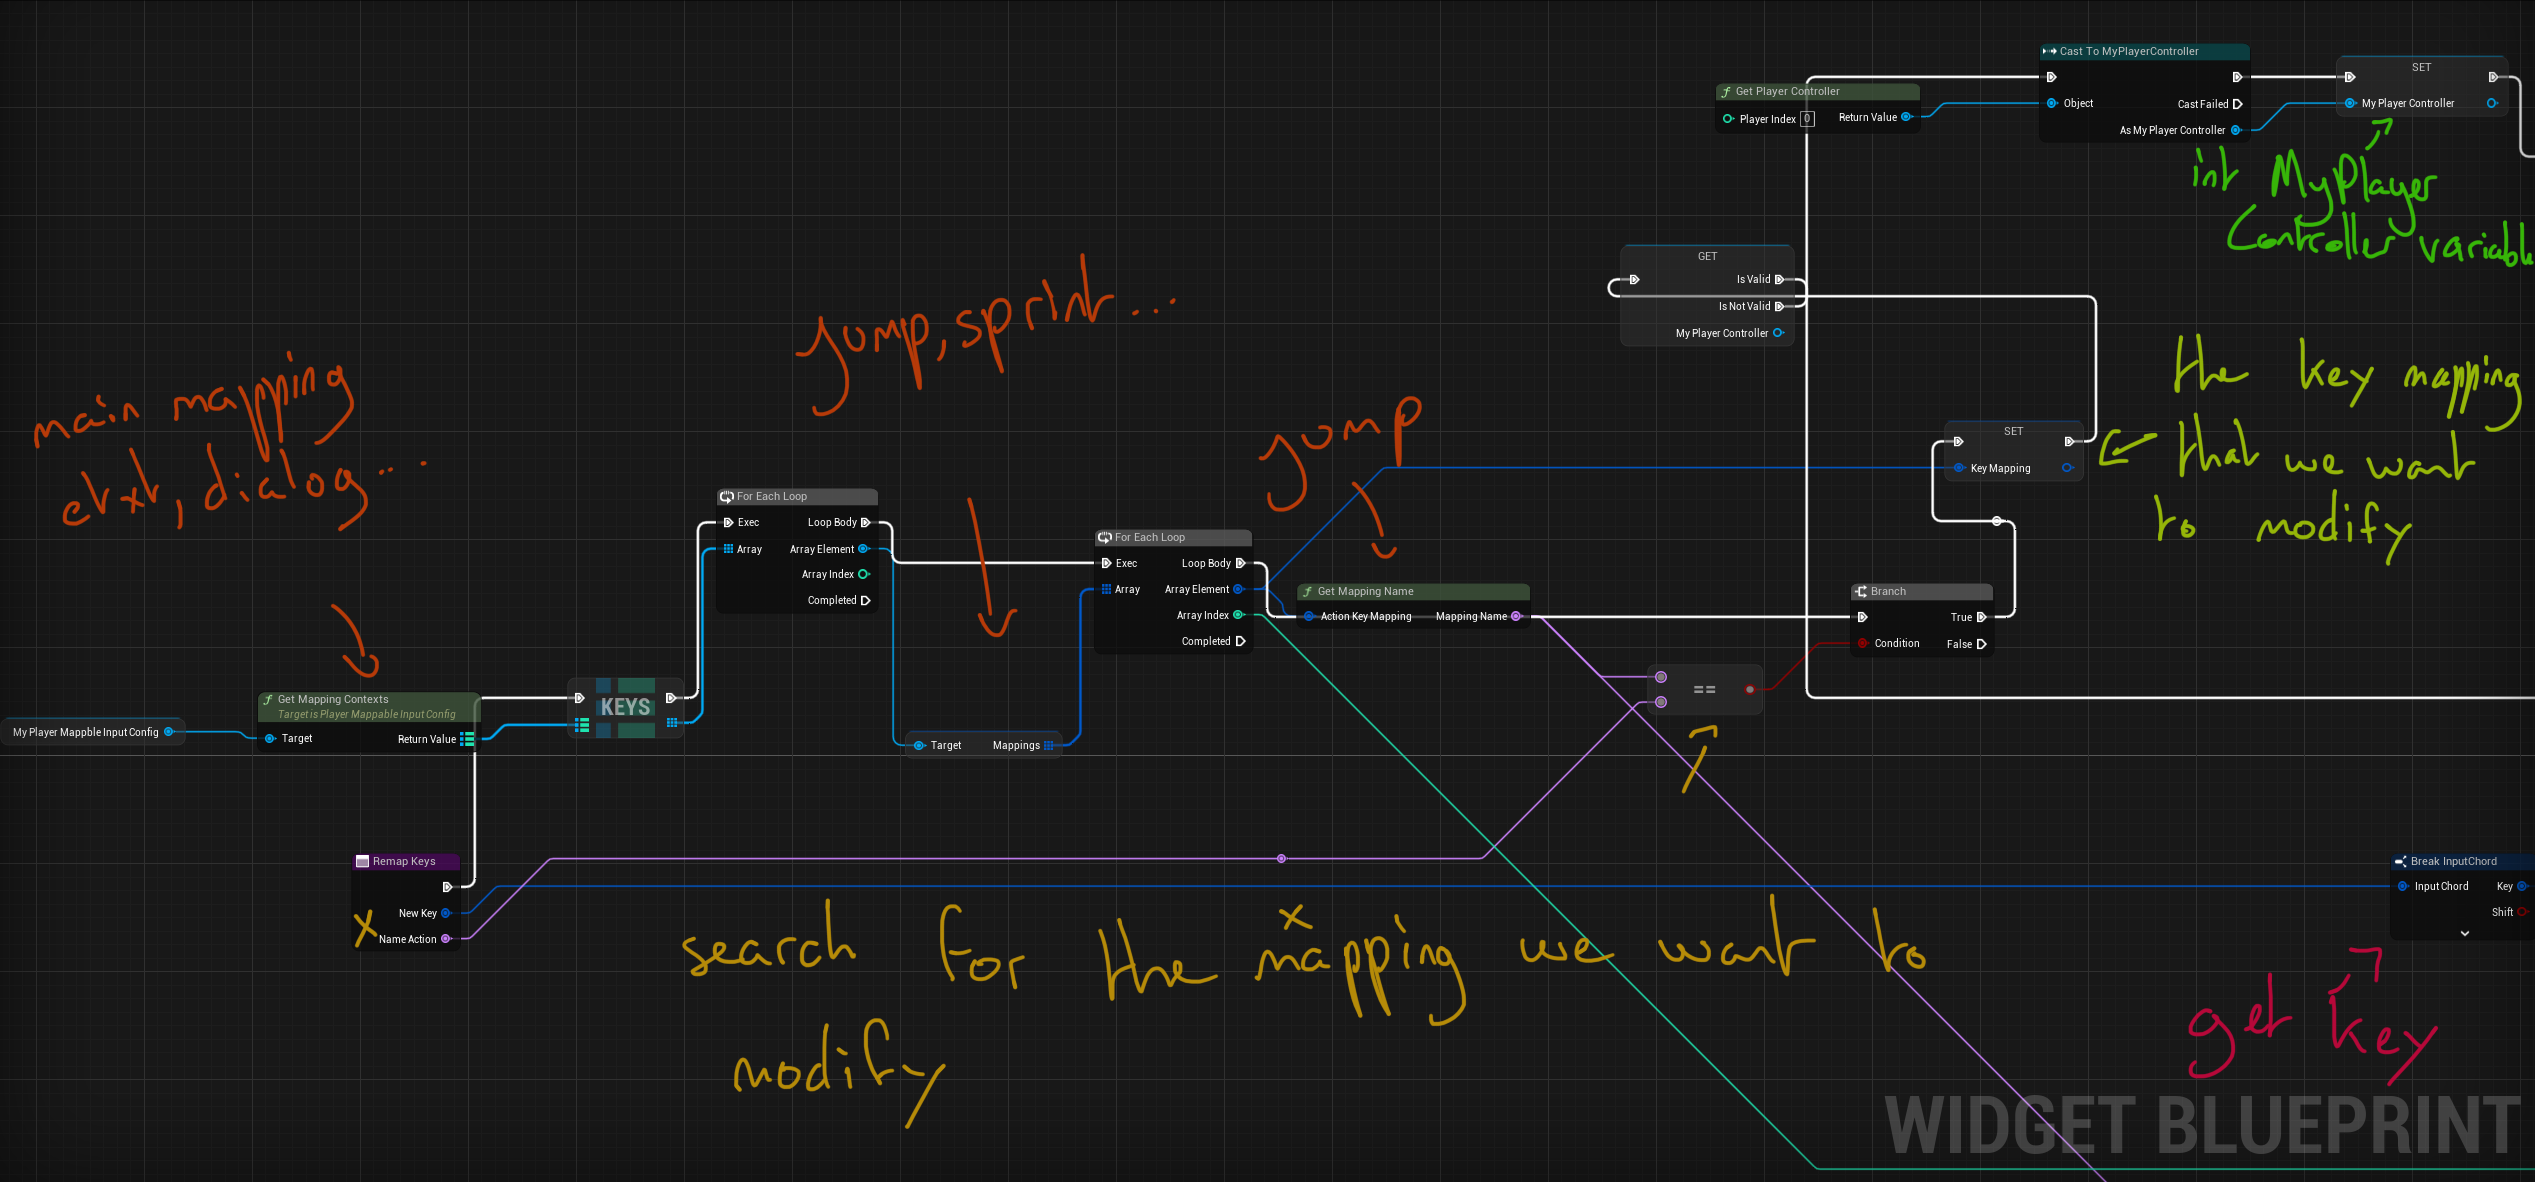 Cast To MyPlayerController
Object
Cast Failed
As My Player Controller
SET
My Player Controller
Get Player Controller
Player Index 0
Return Value
int MyPlayer
Controller variable
GET
Is Valid
Is Not Valid
My Player Controller
Jump, sprint...
main mapping
dialog...
Jump
the key mapping
that we want
to modify
SET
Key Mapping
For Each Loop
Exec
Loop Body
Array
Array Element
Array Index
Completed
For Each Loop
Exec
Loop Body
Array
Array Element
Array Index
Completed
Get Mapping Name
Action Key Mapping
Mapping Name
Branch
True
Condition
False
==
Get Mapping Contexts
Target is Player Mappable Input Config
Target
Return Value
My Player Mappble Input Config
KEYS
Target
Mappings
Remap Keys
New Key
X
Name Action
Break InputChord
Input Chord
Key
Shift
x
search for the mapping we want to
modify
get key
WIDGET BLUEPRINT